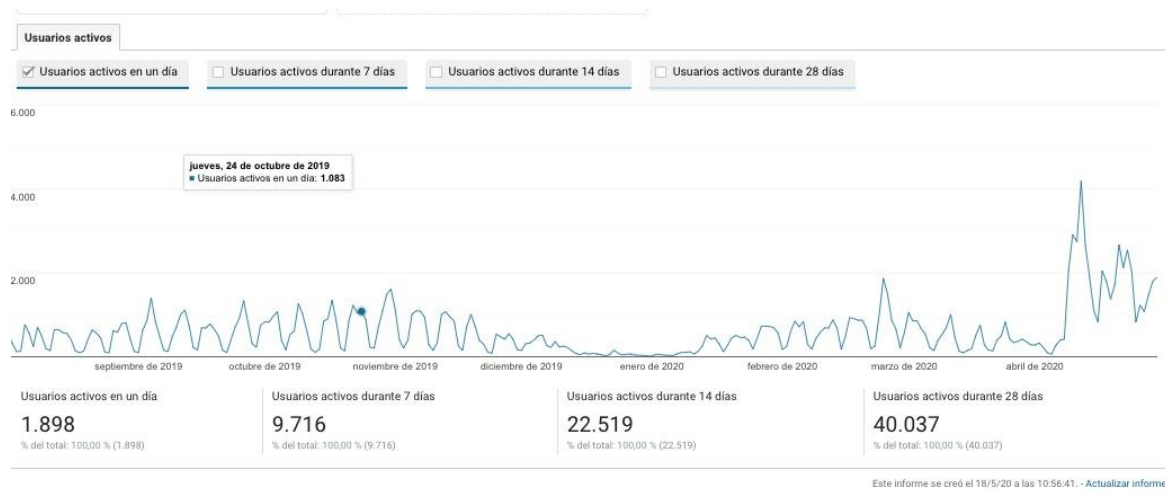 Usuarios activos
Usuarios activos en un día Usuarios activos durante 7 días Usuarios activos durante 14 días Usuarios activos durante 28 días
6.000
jueves, 24 de octubre de 2019
Usuarios activos en un día: 1.083
4.000
2.000
septiembre de 2019 octubre de 2019 noviembre de 2019 diciembre de 2019 enero de 2020 febrero de 2020 marzo de 2020 abril de 2020
Usuarios activos en un día Usuarios activos durante 7 días Usuarios activos durante 14 días Usuarios activos durante 28 días
1.898 9.716 22.519 40.037
% del total: 100,00 % (1.898) % del total: 100,00 % (9.716) % del total: 100,00 % (22.519) % del total: 100,00 % (40.037)
Este informe se creó el 18/5/20 a las 10:56:41. - Actualizar informe